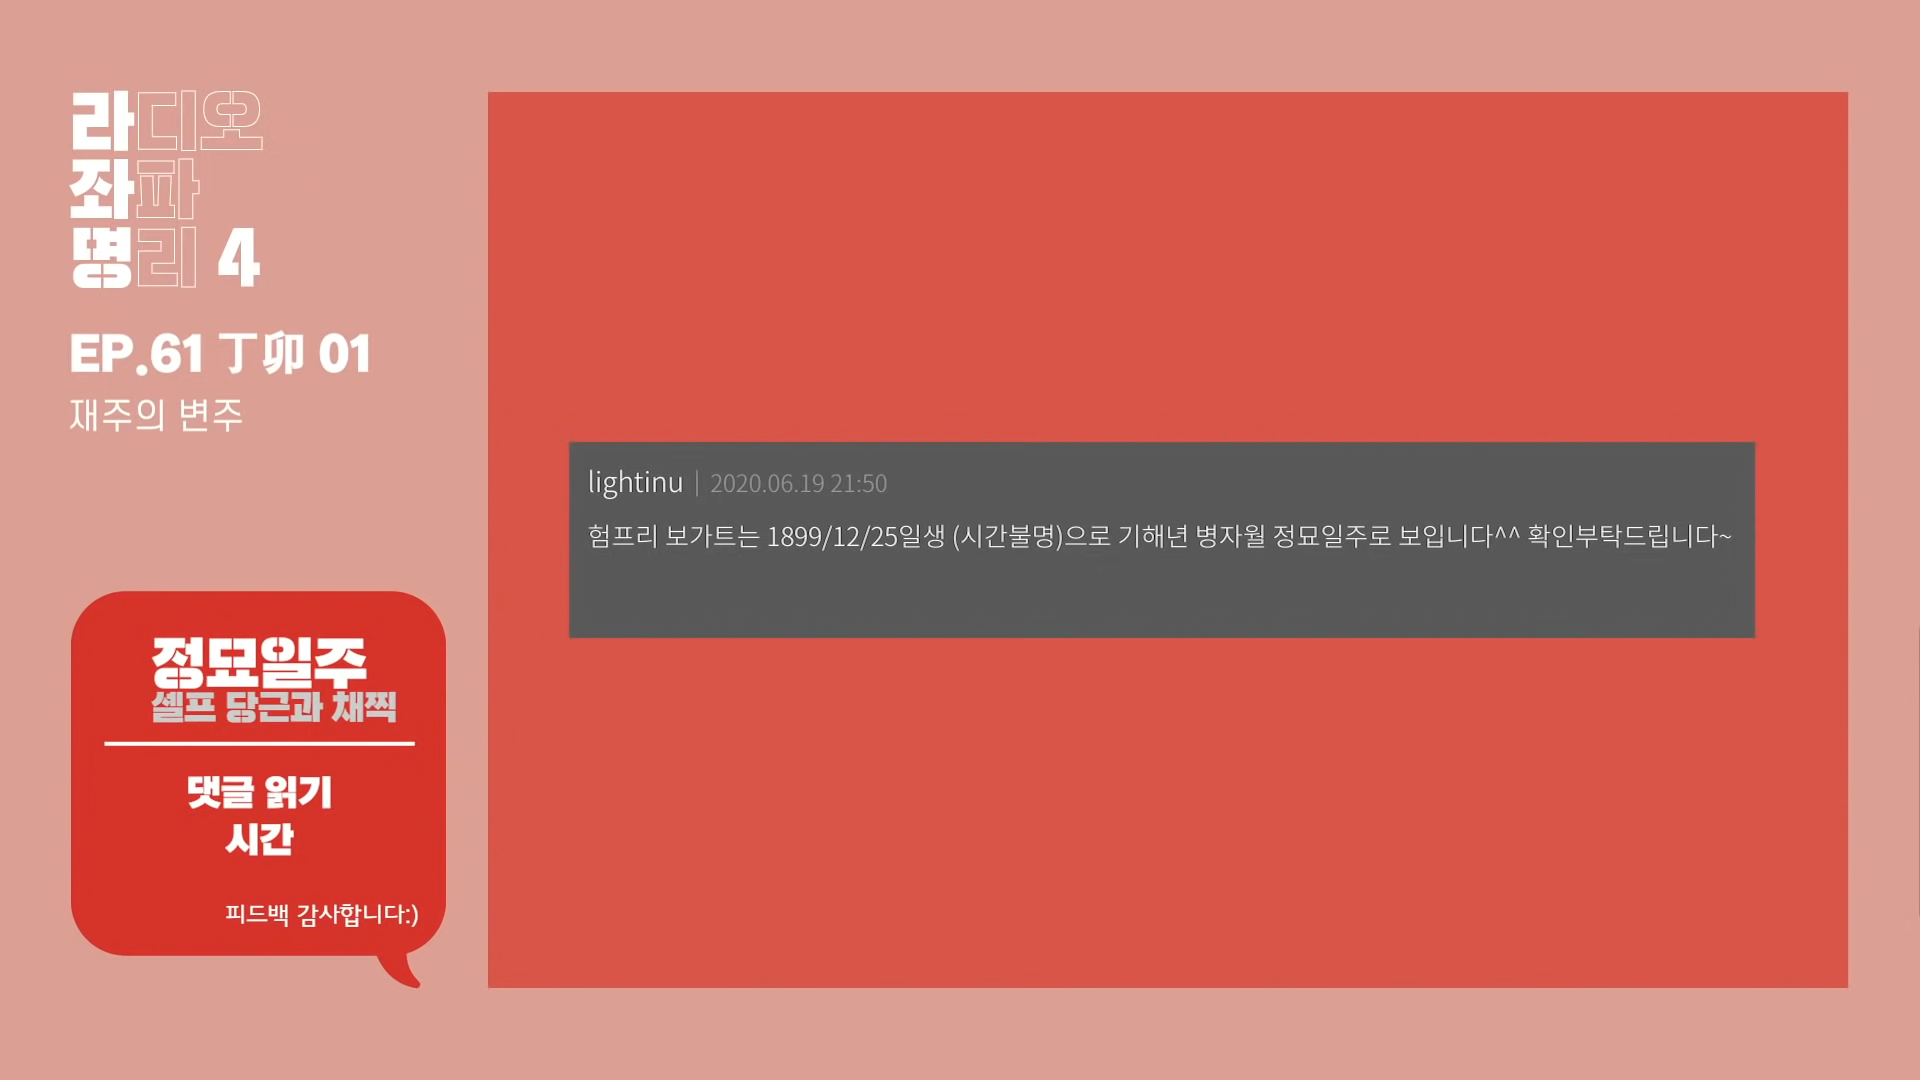 라디오
좌파
명리 4
EP.61 丁卯 01
재주의 변주
lightinu | 2020.06.19 21:50
험프리 보가트는 1899/12/25일생 (시간불명)으로 기해년 병자월 정묘일주로 보입니다^^ 확인부탁드립니다~
정묘일주
셀프 당근과 채찍
댓글 읽기
시간
피드백 감사합니다:)